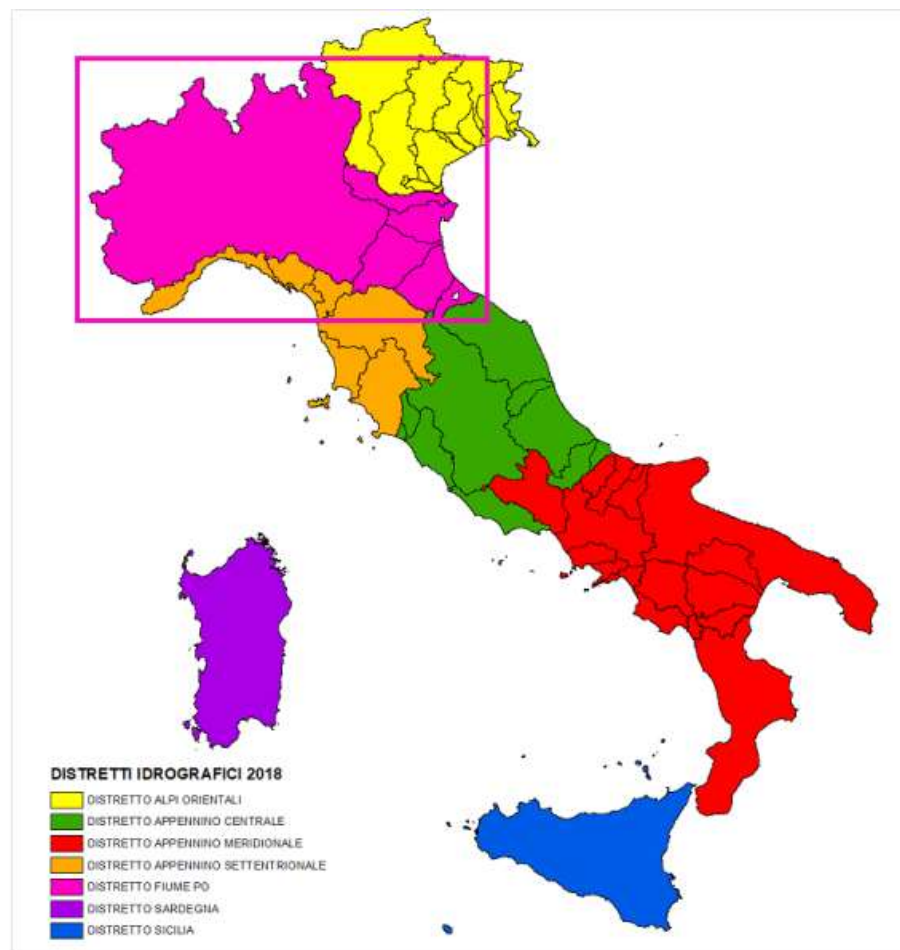 DISTRETTI IDROGRAFICI 2018
DISTRETTO ALPI ORIENTALI
DISTRETTO APPENNINO CENTRALE
DISTRETTO APPENNINO MERIDIONALE
DISTRETTO APPENNINO SETTENTRIONALE
DISTRETTO FIUME PO
DISTRETTO SARDEGNA
DISTRETTO SICILIA